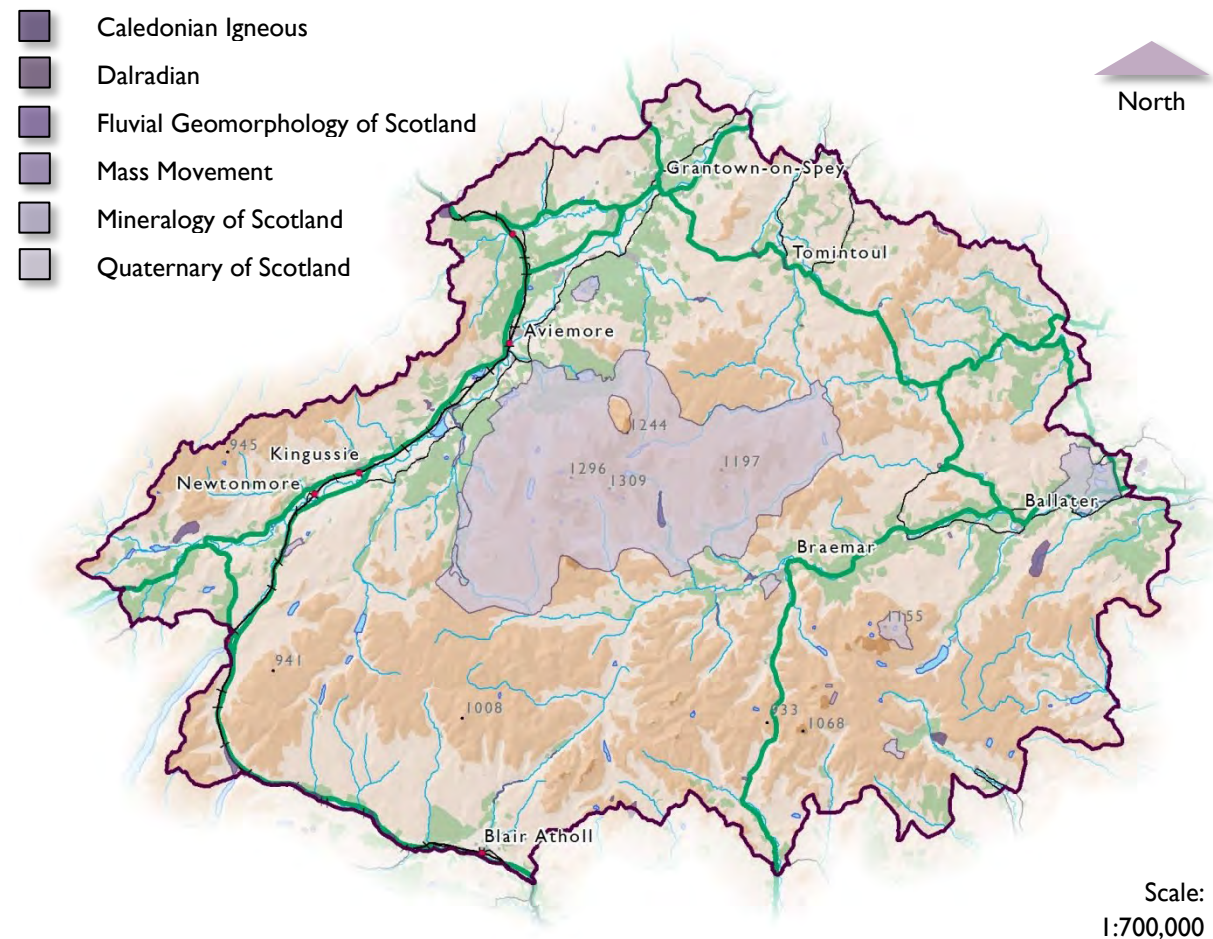 Caledonian Igneous
Dalradian
Fluvial Geomorphology of Scotland
Mass Movement
Mineralogy of Scotland
Quaternary of Scotland
North
Grantown-on-Spey
Tomintoul
Aviemore
1244
945
Kingussie
1296
1197
1309
Newtonmore
Ballater
Braemar
1155
941
1008
933
1068
Blair Atholl
Scale:
1:700,000